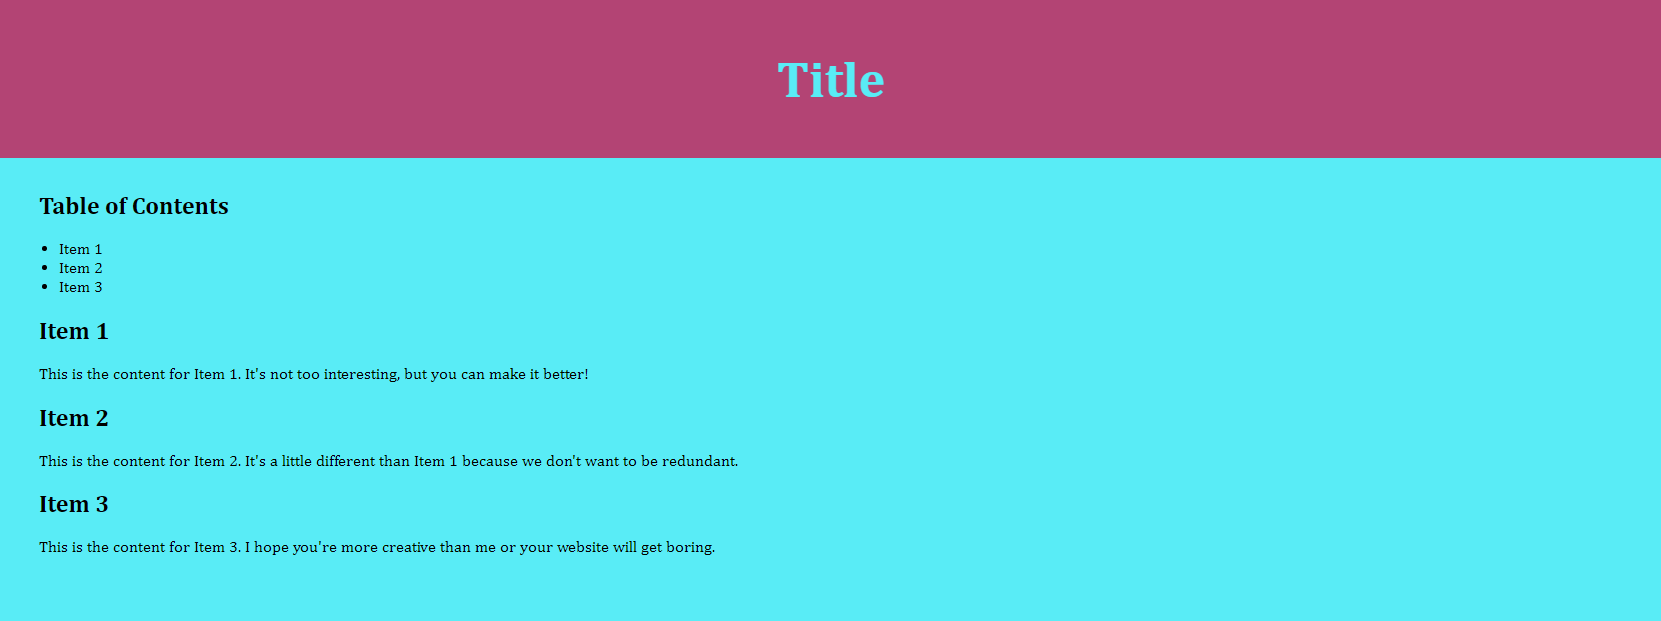 Title
Table of Contents
Item 1
Item 2
Item 3
Item 1
This is the content for Item 1. It's not too interesting, but you can make it better!
Item 2
This is the content for Item 2. It's a little different than Item 1 because we don't want to be redundant.
Item 3
This is the content for Item 3. I hope you're more creative than me or your website will get boring.